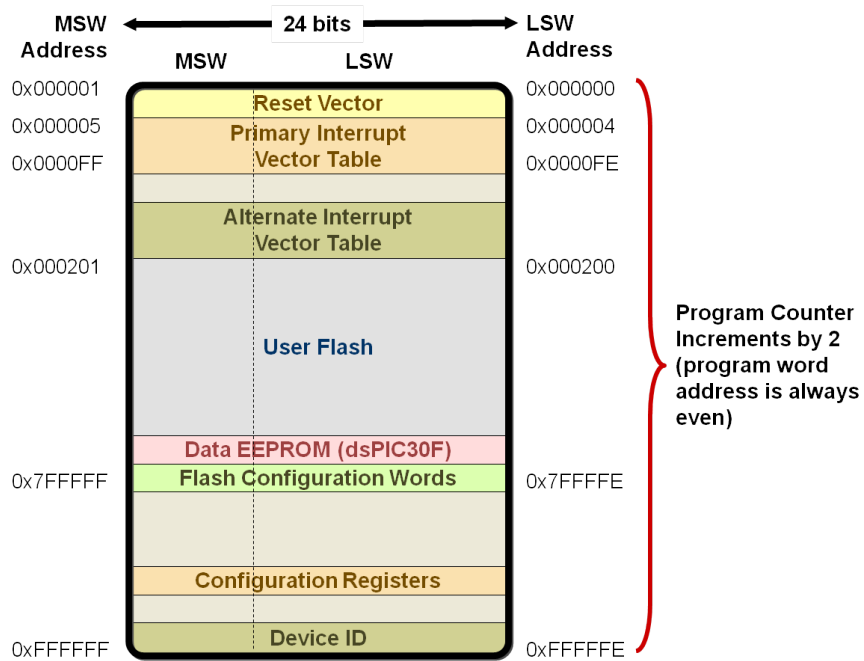 MSW
Address
24 bits
LSW
Address
MSW
LSW
0x000001
0x000000
Reset Vector
0x000005
0x000004
Primary Interrupt
Vector Table
0x0000FF
0x0000FE
Alternate Interrupt
Vector Table
0x000201
0x000200
User Flash
Program Counter
Increments by 2
(program word
address is always
even)
Data EEPROM (dsPIC30F)
0x7FFFFF
Flash Configuration Words
0x7FFFFE
Configuration Registers
0xFFFFFF
Device ID
0xFFFFFE